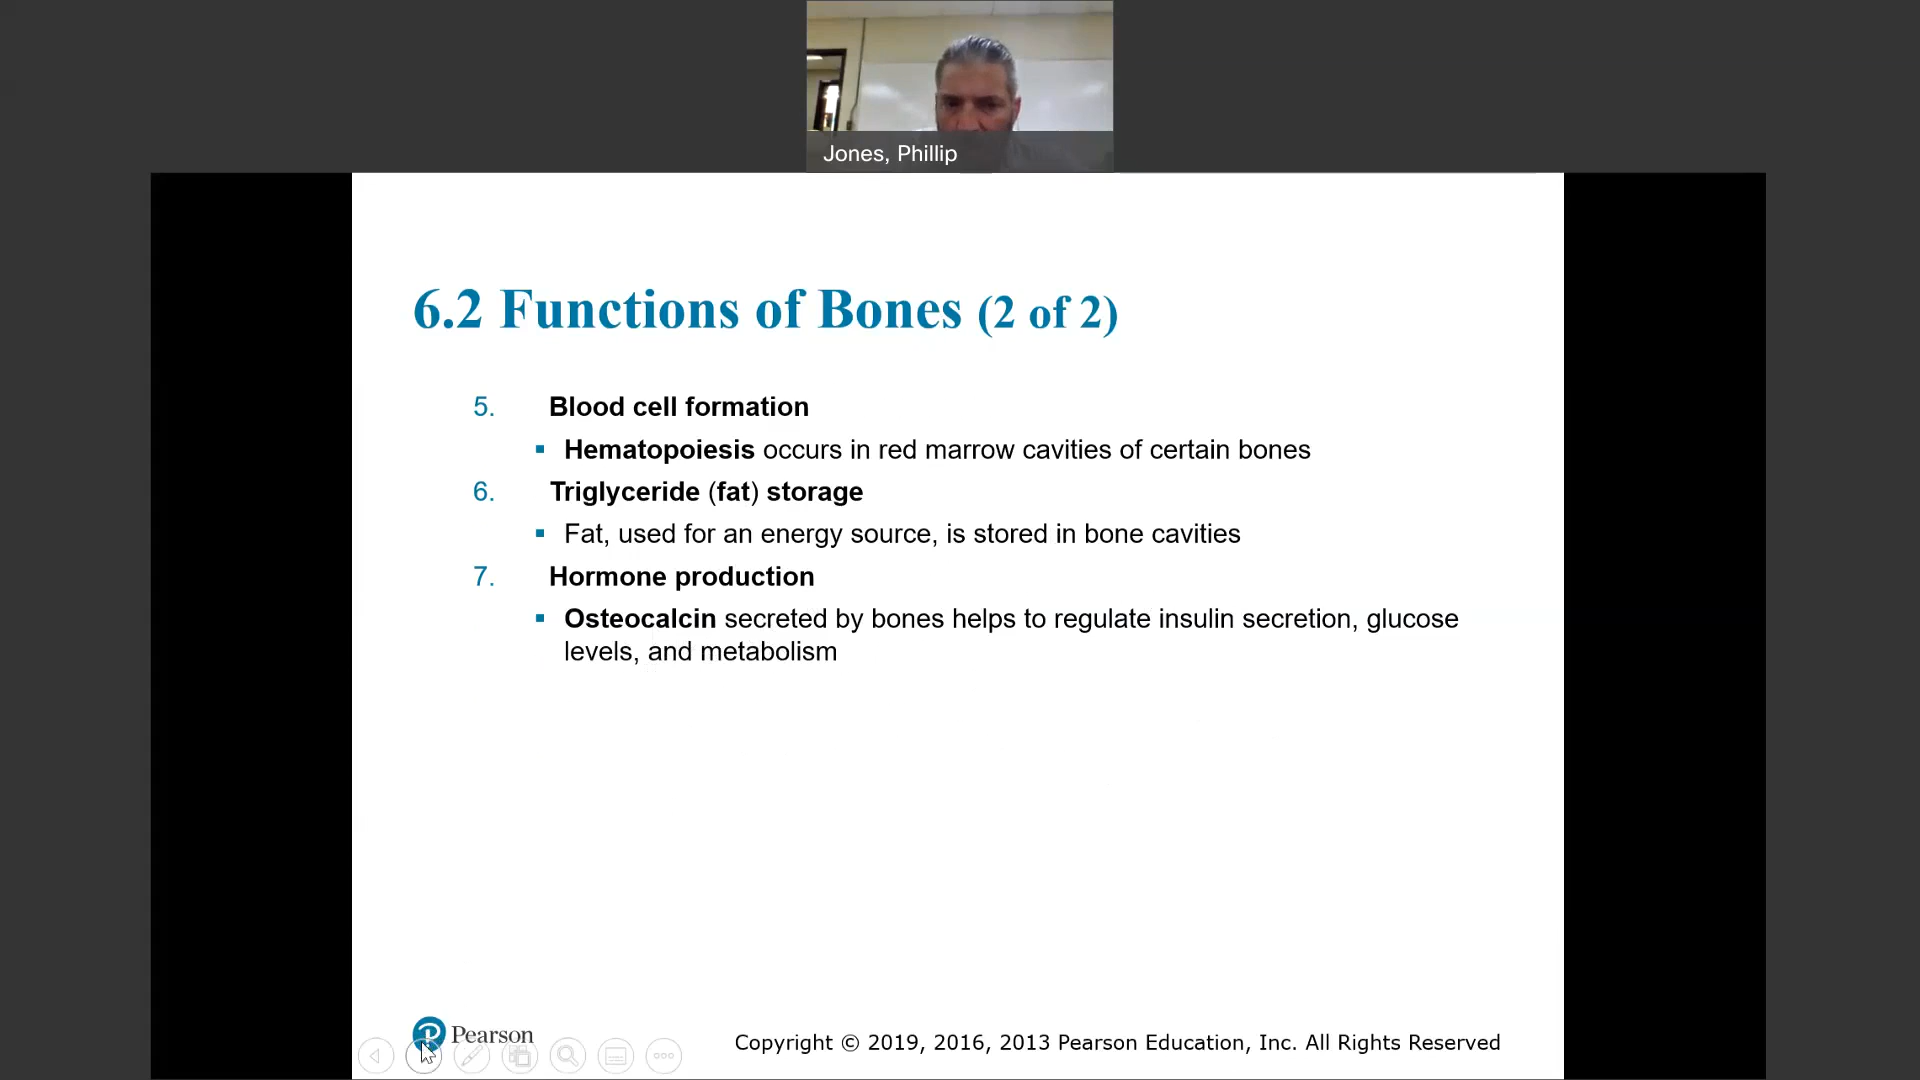 Jones, Phillip
6.2 Functions of Bones (2 of 2)
5. Blood cell formation
▪ Hematopoiesis occurs in red marrow cavities of certain bones
6. Triglyceride (fat) storage
▪ Fat, used for an energy source, is stored in bone cavities
7. Hormone production
▪ Osteocalcin secreted by bones helps to regulate insulin secretion, glucose
levels, and metabolism
Pearson
Copyright © 2019, 2016, 2013 Pearson Education, Inc. All Rights Reserved